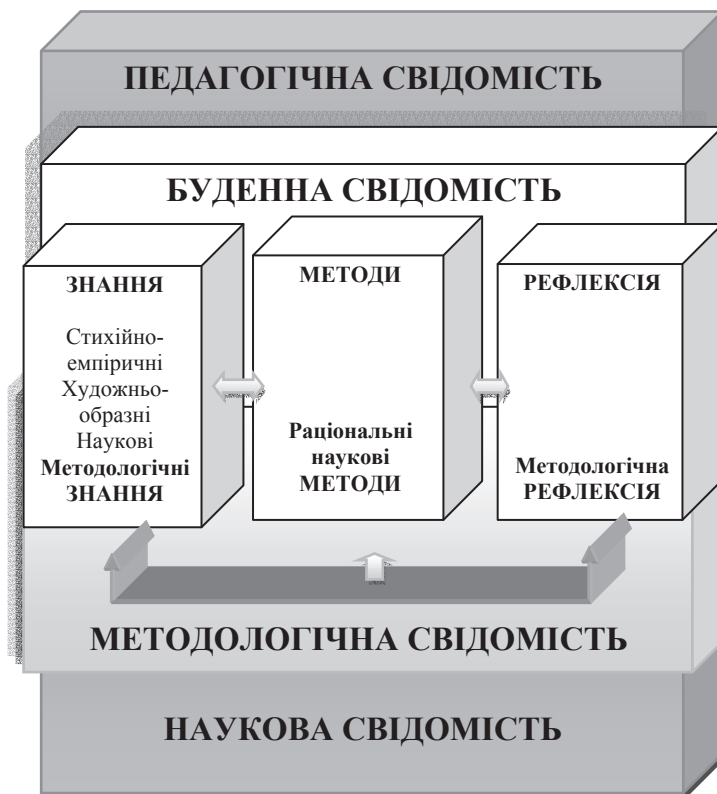 ПЕДАГОГІЧНА СВІДОМІСТЬ
БУДЕННА СВІДОМІСТЬ
ЗНАННЯ
Стихійно-
емпіричні
Художньо-
образні
Наукові
Методологічні
ЗНАННЯ
МЕТОДИ
Раціональні
наукові
МЕТОДИ
РЕФЛЕКСІЯ
Методологічна
РЕФЛЕКСІЯ
МЕТОДОЛОГІЧНА СВІДОМІСТЬ
НАУКОВА СВІДОМІСТЬ